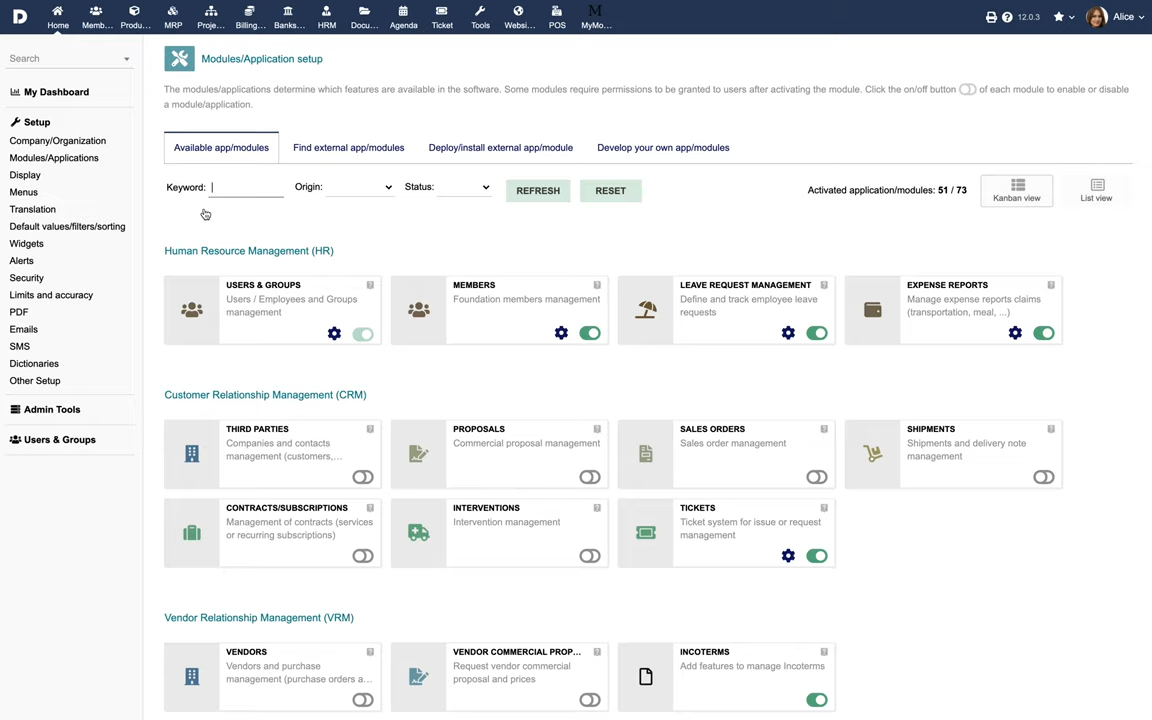 D
Home
Memb...
Produ...
MRP
Proje...
Billing...
Banks...
HRM
Docu...
Agenda
Ticket
Tools
Websi...
POS
M
MyMo...
12.0.3
Alice
Search
My Dashboard
Setup
Company/Organization
Modules/Applications
Display
Menus
Translation
Default values/filters/sorting
Widgets
Alerts
Security
Limits and accuracy
PDF
Emails
SMS
Dictionaries
Other Setup
Admin Tools
Users & Groups
Modules/Application setup
The modules/applications determine which features are available in the software. Some modules require permissions to be granted to users after activating the module. Click the on/off button of each module to enable or disable
a module/application.
Available app/modules
Find external app/modules
Deploy/install external app/module
Develop your own app/modules
Keyword:
Origin:
Status:
REFRESH
RESET
Activated application/modules: 51 / 73
Kanban view
List view
Human Resource Management (HR)
USERS & GROUPS
Users / Employees and Groups
management
MEMBERS
Foundation members management
LEAVE REQUEST MANAGEMENT
Define and track employee leave
requests
EXPENSE REPORTS
Manage expense reports claims
(transportation, meal, ...)
Customer Relationship Management (CRM)
THIRD PARTIES
Companies and contacts
management (customers,...
PROPOSALS
Commercial proposal management
SALES ORDERS
Sales order management
SHIPMENTS
Shipments and delivery note
management
CONTRACTS/SUBSCRIPTIONS
Management of contracts (services
or recurring subscriptions)
INTERVENTIONS
Intervention management
TICKETS
Ticket system for issue or request
management
Vendor Relationship Management (VRM)
VENDORS
Vendors and purchase
management (purchase orders a...
VENDOR COMMERCIAL PROP...
Request vendor commercial
proposal and prices
INCOTERMS
Add features to manage Incoterms